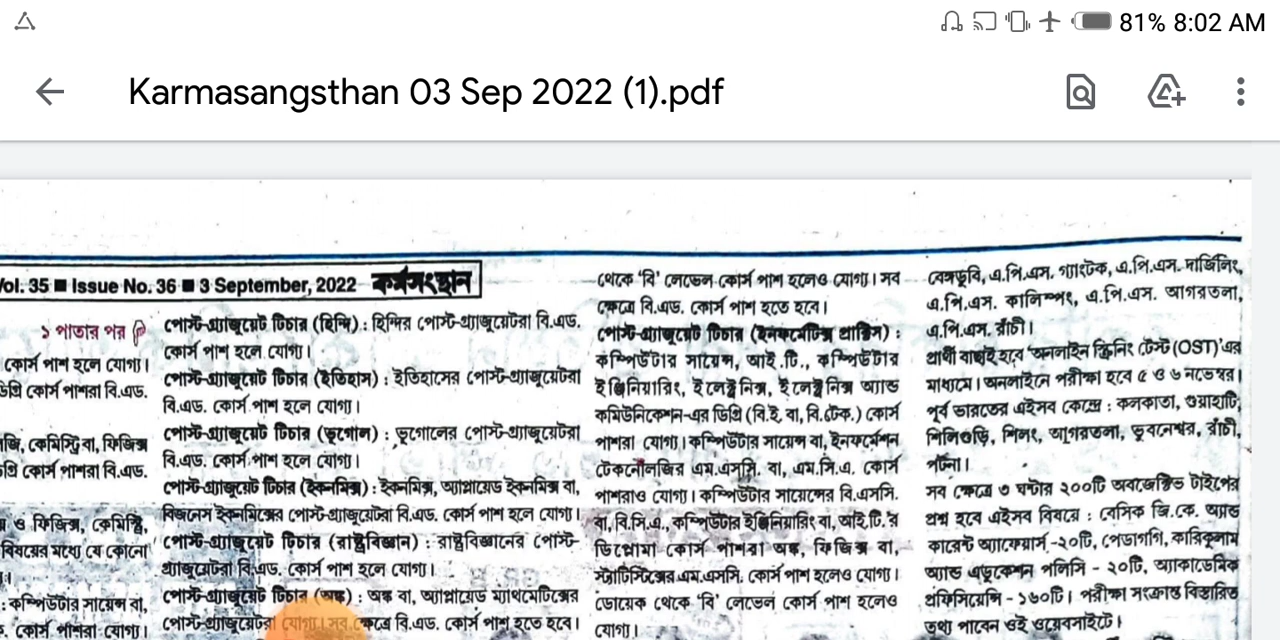 81% 8:02 AM
Karmasangsthan 03 Sep 2022 (1).pdf
Vol. 35 ■ Issue No. 36 ■ 3 September, 2022 কর্মসংস্থান
১ পাতার পর
কোর্স পাশ হলে যোগ্য।
ডিগ্রি কোর্স পাশরা বি.এড.
কেমিস্ট্রি বা, ফিজিক্স
কোর্স পাশরা বি.এড.
ও ফিজিক্স, কেমিস্ট্রি,
বিষয়ের মধ্যে যে কোনো
: কম্পিউটার সায়েন্স বা,
কোর্স পাশরা যোগ্য।
পোস্ট-গ্র্যাজুয়েট টিচার (হিন্দি) : হিন্দির পোস্ট-গ্র্যাজুয়েটরা বি.এড.
কোর্স পাশ হলে যোগ্য।
পোস্ট-গ্র্যাজুয়েট টিচার (ইতিহাস) : ইতিহাসের পোস্ট-গ্র্যাজুয়েটরা
বি.এড. কোর্স পাশ হলে যোগ্য।
পোস্ট-গ্র্যাজুয়েট টিচার (ভূগোল) : ভূগোলের পোস্ট-গ্র্যাজুয়েটরা
বি.এড. কোর্স পাশ হলে যোগ্য।
পোস্ট-গ্র্যাজুয়েট টিচার (ইকনমিক্স) : ইকনমিক্স, অ্যাপ্লায়েড ইকনমিক্স বা,
বিজনেস ইকনমিক্সের পোস্ট-গ্র্যাজুয়েটরা বি.এড. কোর্স পাশ হলে যোগ্য।
পোস্ট-গ্র্যাজুয়েট টিচার (রাষ্ট্রবিজ্ঞান) : রাষ্ট্রবিজ্ঞানের পোস্ট-
গ্র্যাজুয়েটরা বি.এড. কোর্স পাশ হলে যোগ্য।
পোস্ট-গ্র্যাজুয়েট টিচার (অঙ্ক) : অঙ্ক বা, অ্যাপ্লায়েড ম্যাথমেটিক্সের
পোস্ট-গ্র্যাজুয়েটরা যোগ্য। সব ক্ষেত্রে বি.এড. কোর্স পাশ হতে হবে।
থেকে ‘বি’ লেভেল কোর্স পাশ হলেও যোগ্য। সব
ক্ষেত্রে বি.এড. কোর্স পাশ হতে হবে।
পোস্ট-গ্র্যাজুয়েট টিচার (ইনফর্মেটিক্স প্রাক্টিস) :
কম্পিউটার সায়েন্স, আই.টি., কম্পিউটার
ইঞ্জিনিয়ারিং, ইলেক্ট্রনিক্স, ইলেক্ট্রনিক্স অ্যান্ড
কমিউনিকেশন-এর ডিগ্রি (বি.ই. বা, বি.টেক.) কোর্স
পাশরা যোগ্য। কম্পিউটার সায়েন্স বা, ইনফর্মেশন
টেকনোলজির এম.এসসি. বা, এম.সি.এ. কোর্স
পাশরাও যোগ্য। কম্পিউটার সায়েন্সের বি.এসসি.
বা, বি.সি.এ., কম্পিউটার ইঞ্জিনিয়ারিং বা, আই.টি.'র
ডিপ্লোমা কোর্স পাশরা অঙ্ক, ফিজিক্স বা,
স্ট্যাটিস্টিক্সের এম.এসসি. কোর্স পাশ হলেও যোগ্য।
ডোয়েক থেকে ‘বি’ লেভেল কোর্স পাশ হলেও
যোগ্য।
বেঙ্গডুবি, এ.পি.এস. গ্যাংটক, এ.পি.এস. দার্জিলিং,
এ.পি.এস. কালিম্পং, এ.পি.এস. আগরতলা,
এ.পি.এস. রাঁচী।
প্রার্থী বাছাই হবে ‘অনলাইন স্ক্রিনিং টেস্ট (OST)’এর
মাধ্যমে। অনলাইনে পরীক্ষা হবে ৫ ও ৬ নভেম্বর।
পূর্ব ভারতের এইসব কেন্দ্রে : কলকাতা, গুয়াহাটি,
শিলিগুড়ি, শিলং, আগরতলা, ভুবনেশ্বর, রাঁচী,
পটনা।
সব ক্ষেত্রে ৩ ঘন্টার ২০০টি অবজেক্টিভ টাইপের
প্রশ্ন হবে এইসব বিষয়ে : বেসিক জি.কে. অ্যান্ড
কারেন্ট অ্যাফেয়ার্স -২০টি, পেডাগগি, কারিকুলাম
অ্যান্ড এডুকেশন পলিসি - ২০টি, অ্যাকাডেমিক
প্রফিসিয়েন্সি - ১৬০টি। পরীক্ষা সংক্রান্ত বিস্তারিত
তথ্য পাবেন ওই ওয়েবসাইটে।